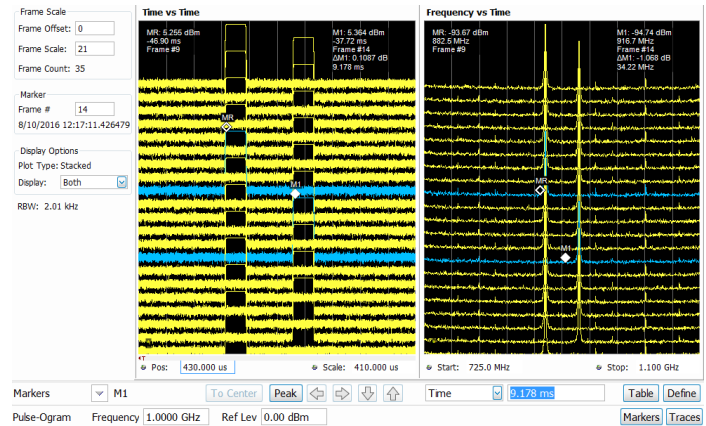 Frame Scale
Frame Offset: 0
Frame Scale: 21
Frame Count: 35
Marker
Frame # 14
8/10/2016 12:17:11.426479
Display Options
Plot Type: Stacked
Display: Both
RBW: 2.01 kHz
Time vs Time
MR: 5.255 dBm
-46.90 ms
Frame #9
M1: 5.364 dBm
-37.72 ms
Frame #14
ΔM1: 0.1087 dB
9.178 ms
MR
M1
T
Pos: 430.000 us
Scale: 410.000 us
Frequency vs Time
MR: -93.67 dBm
882.5 MHz
Frame #9
M1: -94.74 dBm
916.7 MHz
Frame #14
ΔM1: -1.068 dB
34.22 MHz
MR
M1
Start: 725.0 MHz
Stop: 1.100 GHz
Markers M1 To Center Peak Time 9.178 ms Table Define
Pulse-Ogram Frequency 1.0000 GHz Ref Lev 0.00 dBm Markers Traces